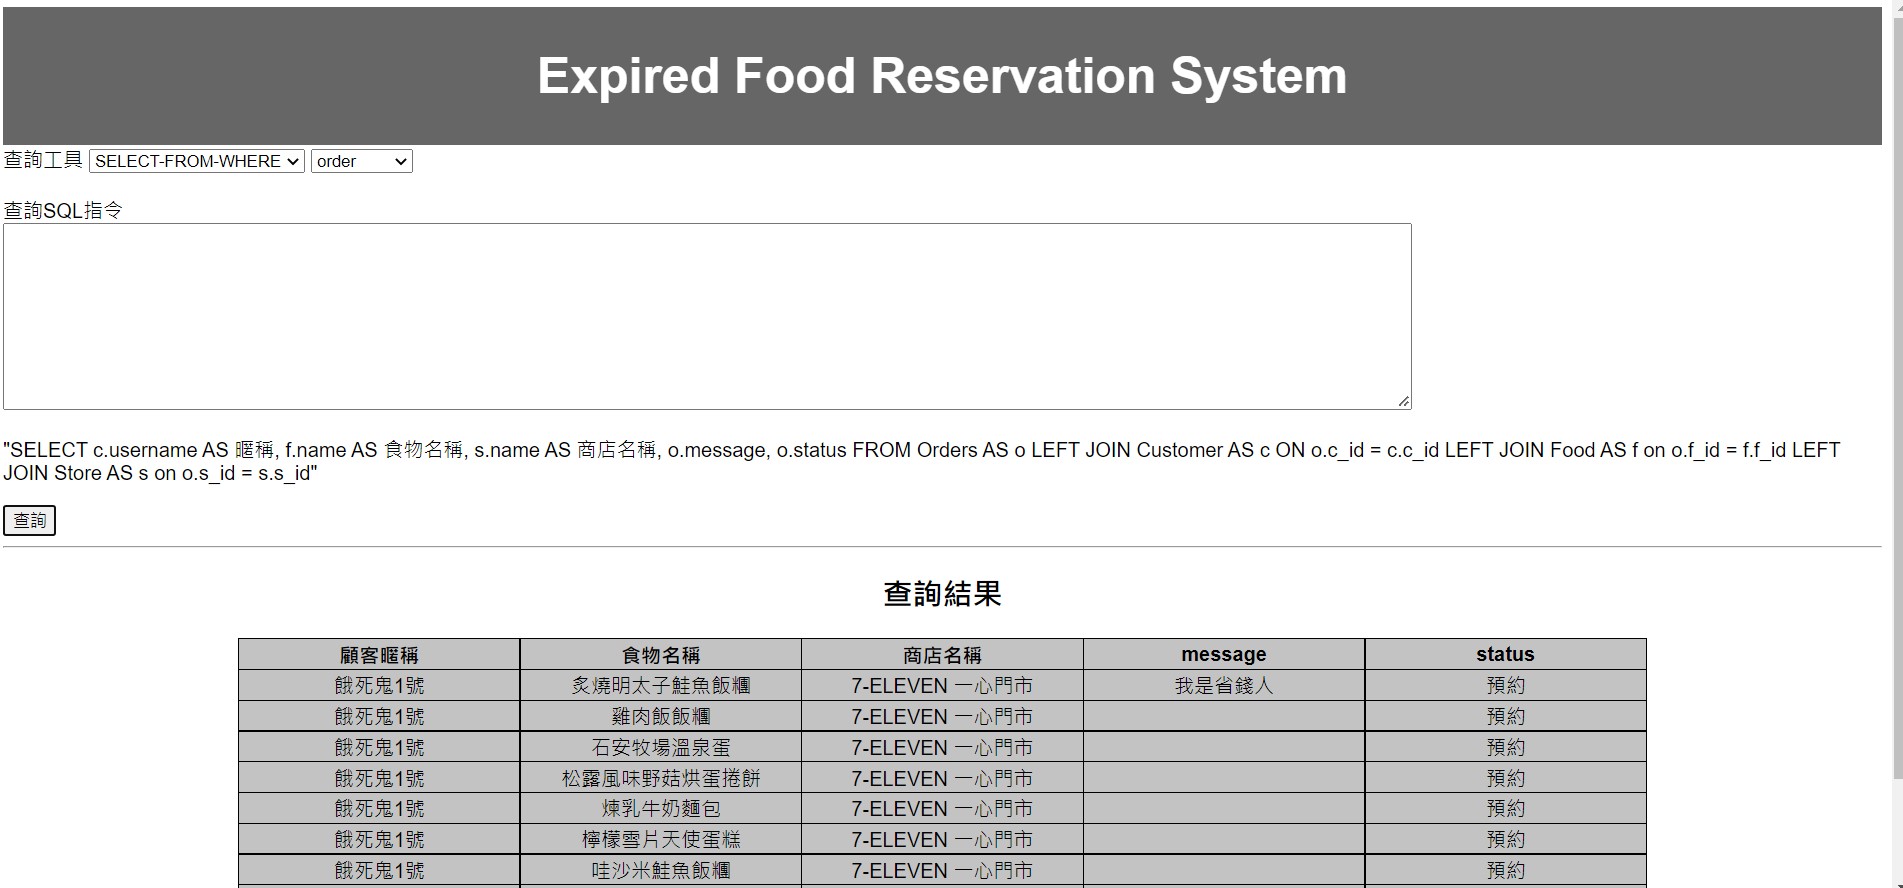 Expired Food Reservation System
查詢工具 SELECT-FROM-WHERE order
查詢SQL指令
"SELECT c.username AS 暱稱, f.name AS 食物名稱, s.name AS 商店名稱, o.message, o.status FROM Orders AS o LEFT JOIN Customer AS c ON o.c_id = c.c_id LEFT JOIN Food AS f on o.f_id = f.f_id LEFT
JOIN Store AS s on o.s_id = s.s_id"
查詢
查詢結果
顧客暱稱 食物名稱 商店名稱 message status
餓死鬼1號 炙燒明太子鮭魚飯糰 7-ELEVEN 一心門市 我是省錢人 預約
餓死鬼1號 雞肉飯飯糰 7-ELEVEN 一心門市 預約
餓死鬼1號 石安牧場溫泉蛋 7-ELEVEN 一心門市 預約
餓死鬼1號 松露風味野菇烘蛋捲餅 7-ELEVEN 一心門市 預約
餓死鬼1號 煉乳牛奶麵包 7-ELEVEN 一心門市 預約
餓死鬼1號 檸檬雪片天使蛋糕 7-ELEVEN 一心門市 預約
餓死鬼1號 哇沙米鮭魚飯糰 7-ELEVEN 一心門市 預約